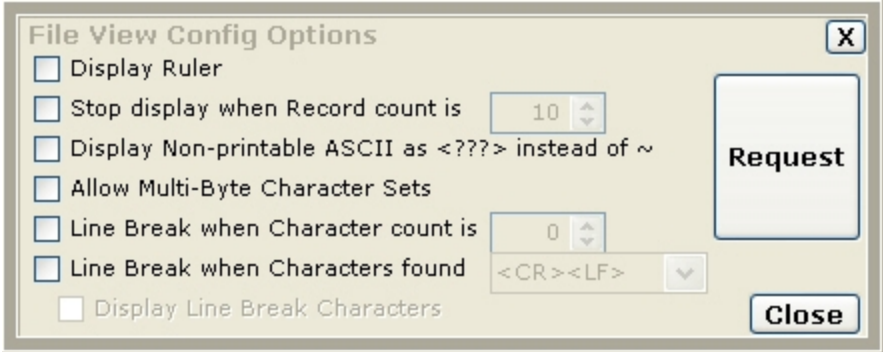 File View Config Options X
Display Ruler
Stop display when Record count is 10
Display Non-printable ASCII as <???> instead of ~
Request
Allow Multi-Byte Character Sets
Line Break when Character count is 0
Line Break when Characters found <CR><LF>
Display Line Break Characters
Close